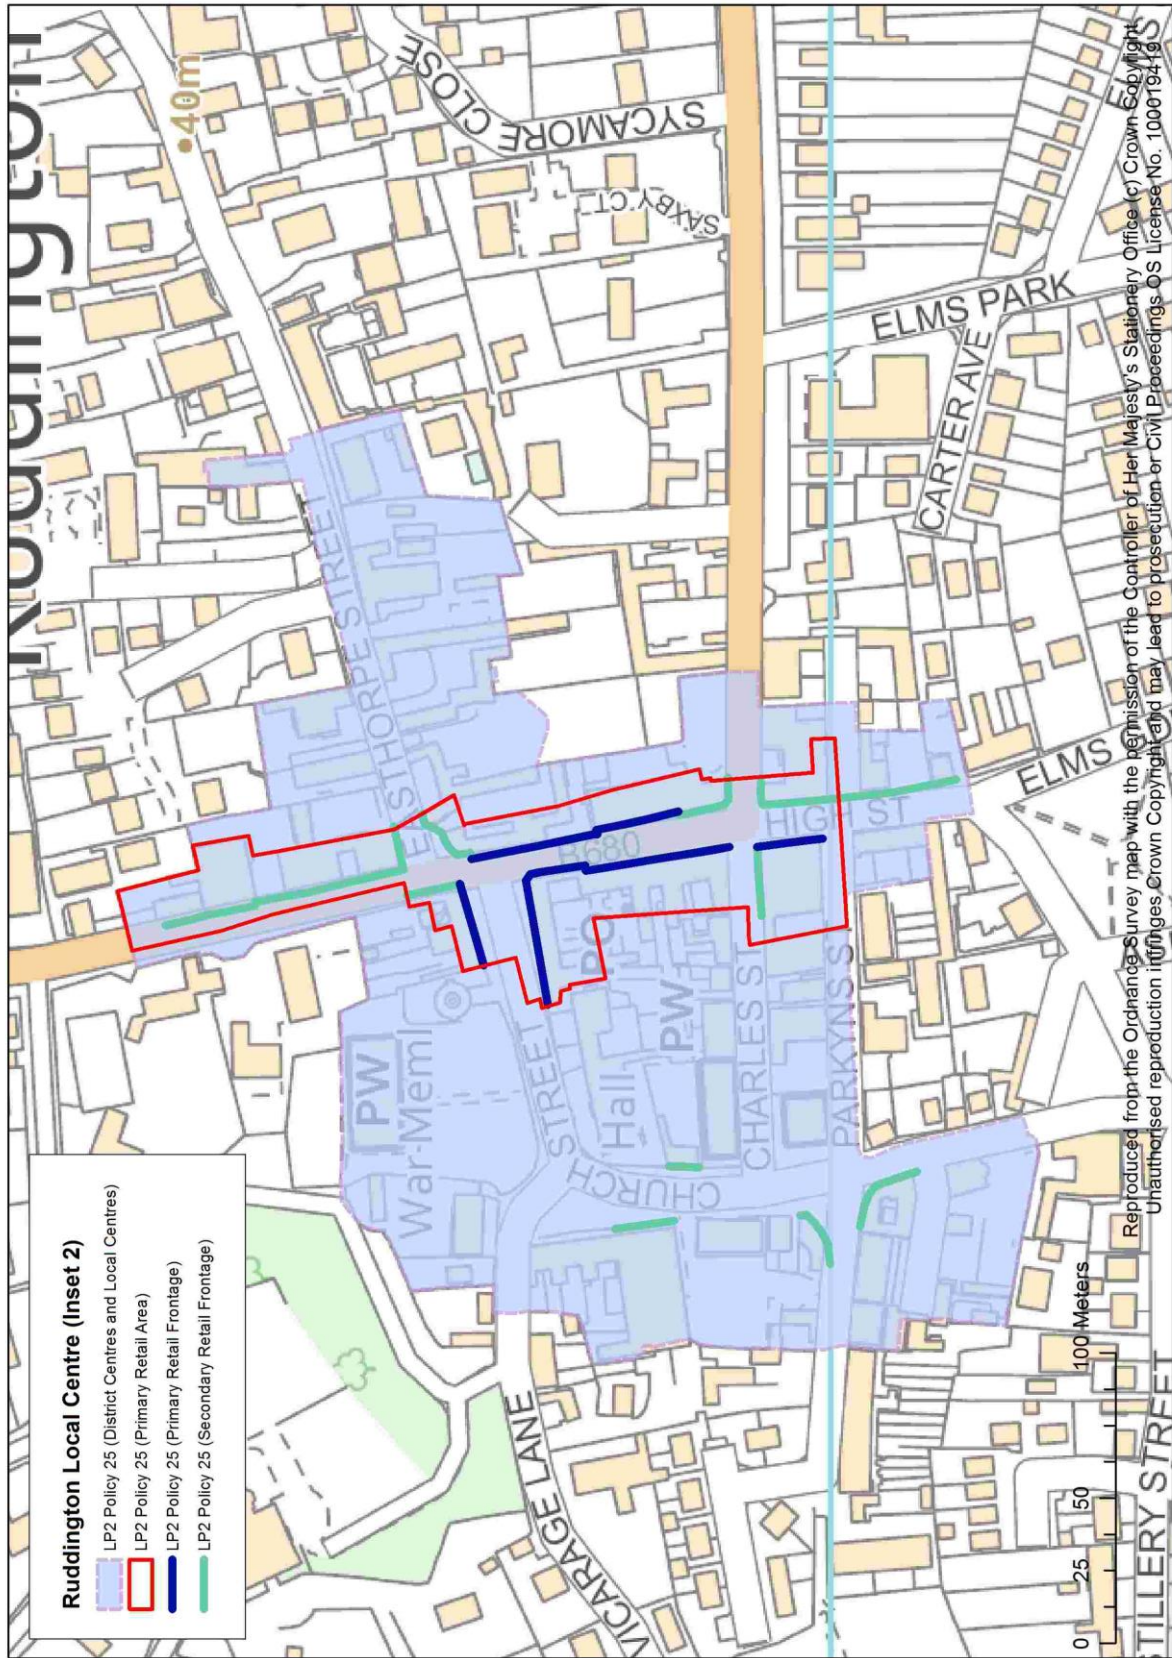 Ruddington Local Centre (Inset 2)
LP2 Policy 25 (District Centres and Local Centres)
LP2 Policy 25 (Primary Retail Area)
LP2 Policy 25 (Primary Retail Frontage)
LP2 Policy 25 (Secondary Retail Frontage)
Ruddington
40m
SYCAMORE CLOSE
SAXBY CT
EASTHORPE STREET
PW
War Meml
B680
ELMS PARK
CARTER AVE
VICARAGE LANE
CHURCH STREET
Hall
PO
PW
CHARLES ST
HIGH ST
PARKYNS S
ELMS
0 25 50 100 Meters
STILLERY STREET
Reproduced from the Ordnance Survey map with the permission of the Controller of Her Majesty's Stationery Office (c) Crown Copyright.
Unauthorised reproduction infringes Crown Copyright and may lead to prosecution or Civil Proceedings OS License No. 100019419